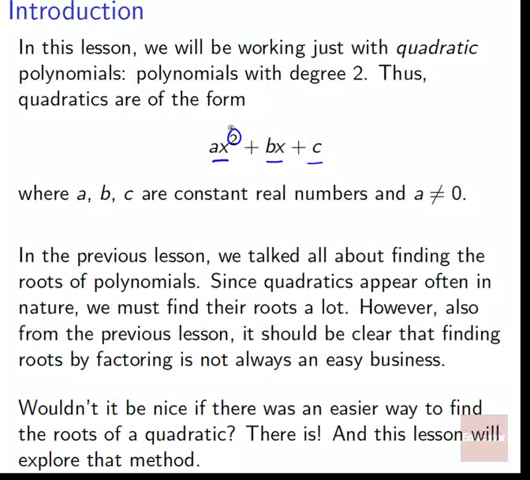 Introduction
In this lesson, we will be working just with quadratic
polynomials: polynomials with degree 2. Thus,
quadratics are of the form
ax² + bx + c
where a, b, c are constant real numbers and a ≠ 0.
In the previous lesson, we talked all about finding the
roots of polynomials. Since quadratics appear often in
nature, we must find their roots a lot. However, also
from the previous lesson, it should be clear that finding
roots by factoring is not always an easy business.
Wouldn't it be nice if there was an easier way to find
the roots of a quadratic? There is! And this lesson will
explore that method.